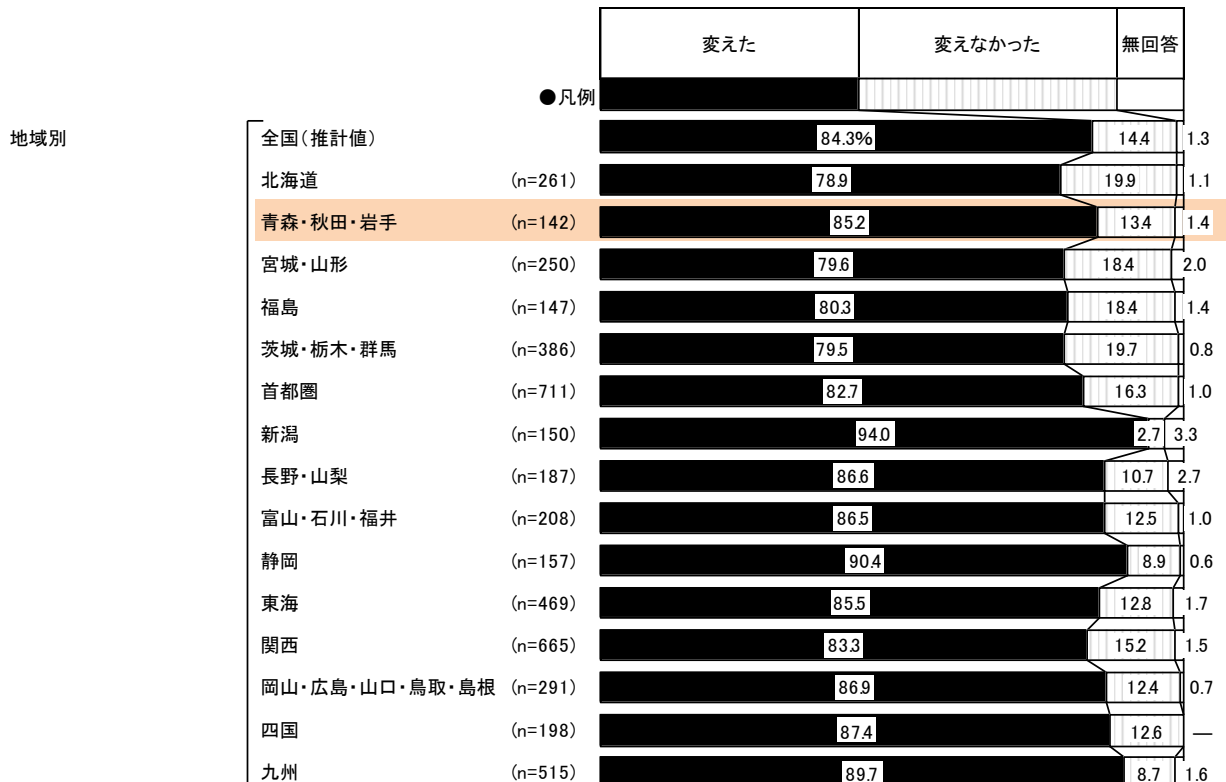 変えた 変えなかった 無回答
●凡例
地域別 全国(推計値) 84.3% 14.4 1.3
北海道 (n=261) 78.9 19.9 1.1
青森・秋田・岩手 (n=142) 85.2 13.4 1.4
宮城・山形 (n=250) 79.6 18.4 2.0
福島 (n=147) 80.3 18.4 1.4
茨城・栃木・群馬 (n=386) 79.5 19.7 0.8
首都圏 (n=711) 82.7 16.3 1.0
新潟 (n=150) 94.0 2.7 3.3
長野・山梨 (n=187) 86.6 10.7 2.7
富山・石川・福井 (n=208) 86.5 12.5 1.0
静岡 (n=157) 90.4 8.9 0.6
東海 (n=469) 85.5 12.8 1.7
関西 (n=665) 83.3 15.2 1.5
岡山・広島・山口・鳥取・島根 (n=291) 86.9 12.4 0.7
四国 (n=198) 87.4 12.6 ―
九州 (n=515) 89.7 8.7 1.6